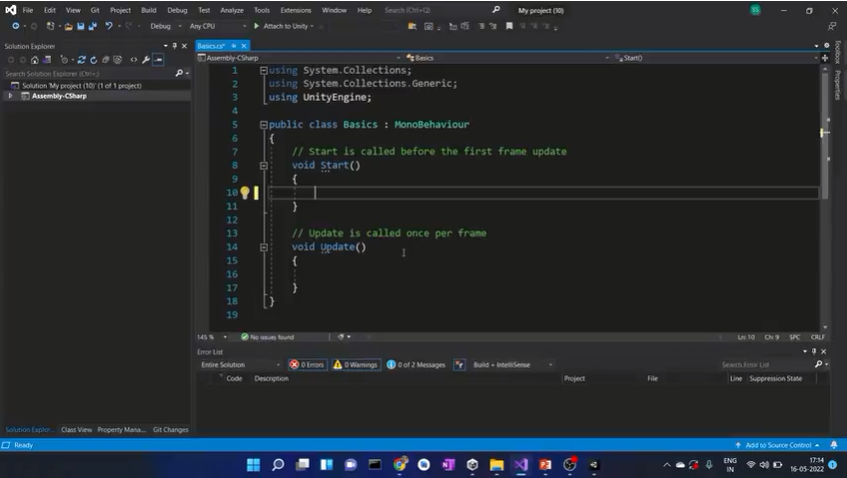 File Edit View Git Project Build Debug Test Analyze Tools Extensions Window Help Search (Ctrl+Q) My project (10) SS
Debug Any CPU Attach to Unity
Solution Explorer
Search Solution Explorer (Ctrl+;)
Solution 'My project (10)' (1 of 1 project)
Assembly-CSharp
Basics.cs*
Assembly-CSharp Basics Start()
1 using System.Collections;
2 using System.Collections.Generic;
3 using UnityEngine;
4
5 public class Basics : MonoBehaviour
6 {
7 // Start is called before the first frame update
8 void Start()
9 {
10
11 }
12
13 // Update is called once per frame
14 void Update()
15 {
16
17 }
18 }
19
145 % No issues found Ln: 10 Ch: 9 SPC CRLF
Error List
Entire Solution 0 Errors 0 Warnings 0 of 2 Messages Build + IntelliSense Search Error List
Code Description Project File Line Suppression State
Solution Explor... Class View Property Mana... Git Changes
Ready Add to Source Control
Toolbox
Properties
ENG
IN
17:14
16-05-2022